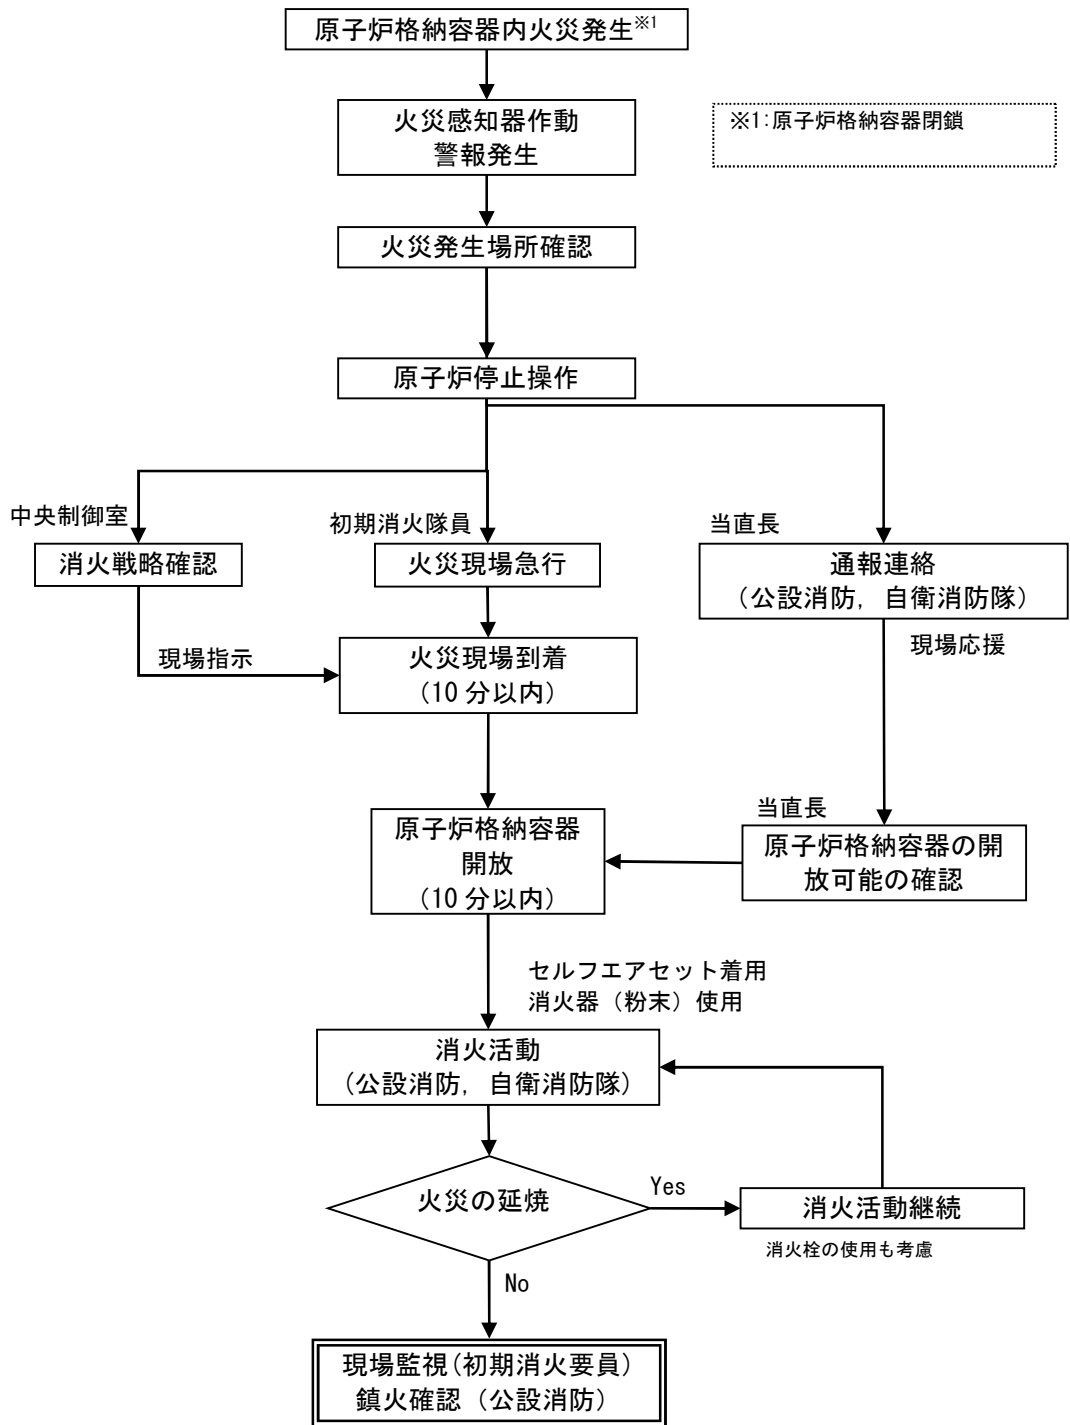 原子炉格納容器内火災発生※1
火災感知器作動
警報発生
※1:原子炉格納容器閉鎖
火災発生場所確認
原子炉停止操作
中央制御室
初期消火隊員
当直長
消火戦略確認
火災現場急行
通報連絡
(公設消防, 自衛消防隊)
現場指示
現場応援
火災現場到着
(10分以内)
当直長
原子炉格納容器
開放
(10分以内)
原子炉格納容器の開
放可能の確認
セルフエアセット着用
消火器(粉末)使用
消火活動
(公設消防, 自衛消防隊)
火災の延焼
Yes
消火活動継続
消火栓の使用も考慮
No
現場監視(初期消火要員)
鎮火確認(公設消防)